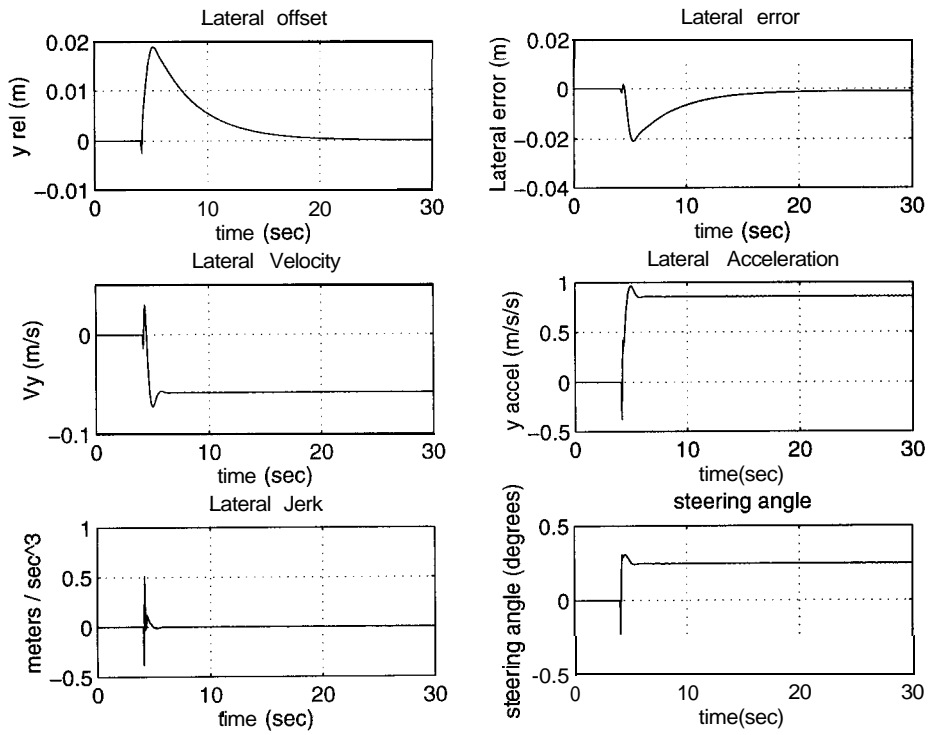 Lateral offset
0.02
0.01
0
−0.01
y rel (m)
0 10 20 30
time (sec)
Lateral error
0.02
0
−0.02
−0.04
Lateral error (m)
0 10 20 30
time (sec)
Lateral Velocity
0
−0.1
Vy (m/s)
0 10 20 30
time (sec)
Lateral Acceleration
1
0.5
0
−0.5
y accel (m/s/s)
0 10 20 30
time(sec)
Lateral Jerk
1
0.5
0
−0.5
meters / sec^3
0 10 20 30
time (sec)
steering angle
0.5
0
-0.5
steering angle (degrees)
0 10 20 30
time(sec)